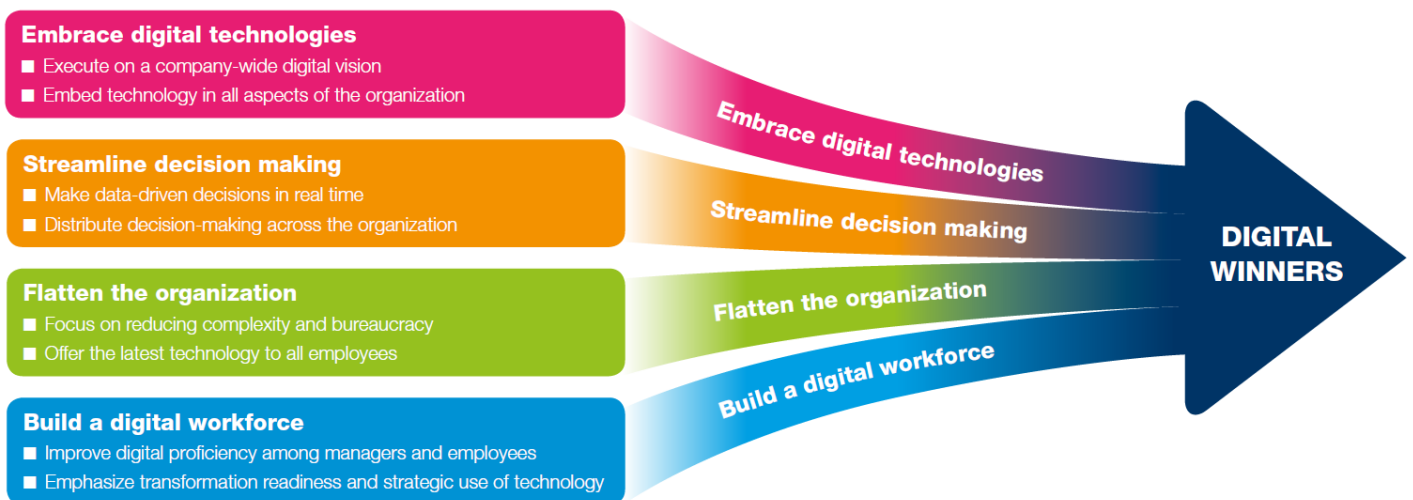 Embrace digital technologies
■ Execute on a company-wide digital vision
■ Embed technology in all aspects of the organization
Streamline decision making
■ Make data-driven decisions in real time
■ Distribute decision-making across the organization
Flatten the organization
■ Focus on reducing complexity and bureaucracy
■ Offer the latest technology to all employees
Build a digital workforce
■ Improve digital proficiency among managers and employees
■ Emphasize transformation readiness and strategic use of technology
Embrace digital technologies
Streamline decision making
Flatten the organization
Build a digital workforce
DIGITAL
WINNERS